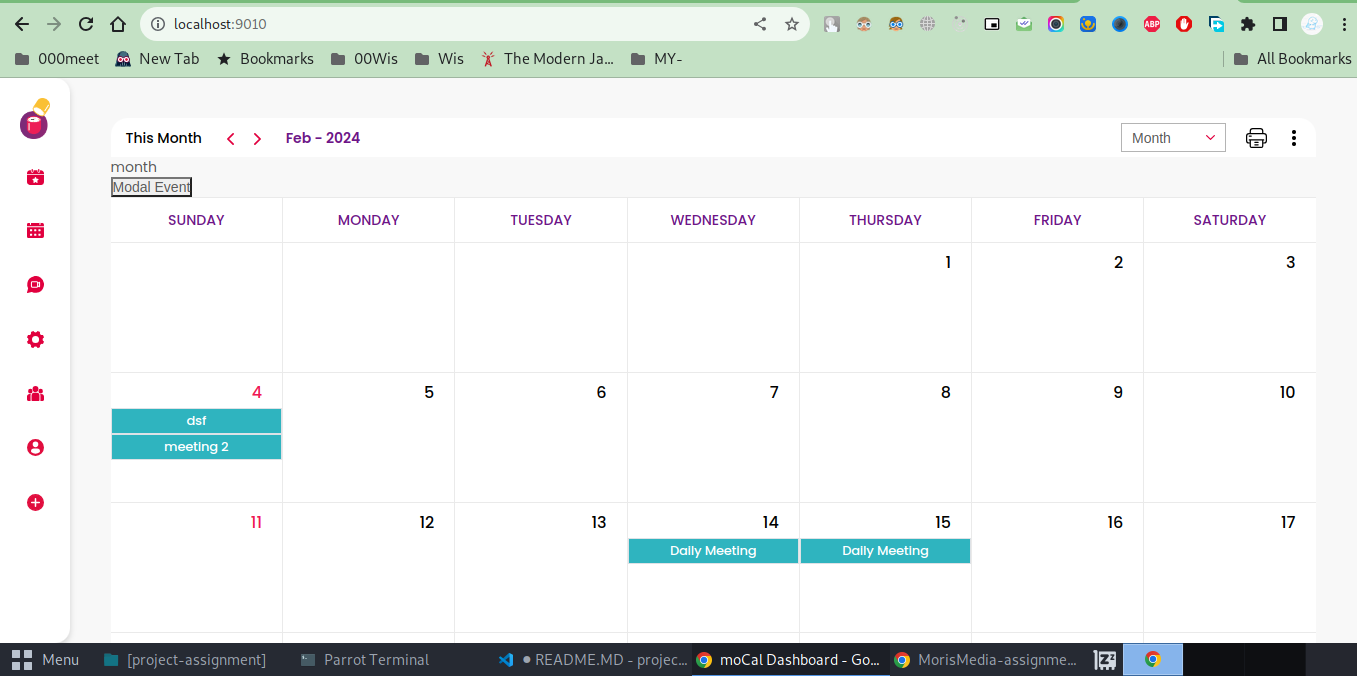 localhost:9010
ABP
000meet New Tab Bookmarks 00Wis Wis The Modern Ja... MY- All Bookmarks
This Month Feb - 2024 Month
month
Modal Event
SUNDAY MONDAY TUESDAY WEDNESDAY THURSDAY FRIDAY SATURDAY
1 2 3
4 5 6 7 8 9 10
dsf
meeting 2
11 12 13 14 15 16 17
Daily Meeting Daily Meeting
Menu [project-assignment] Parrot Terminal README.MD - projec... moCal Dashboard - Go... MorisMedia-assignme...